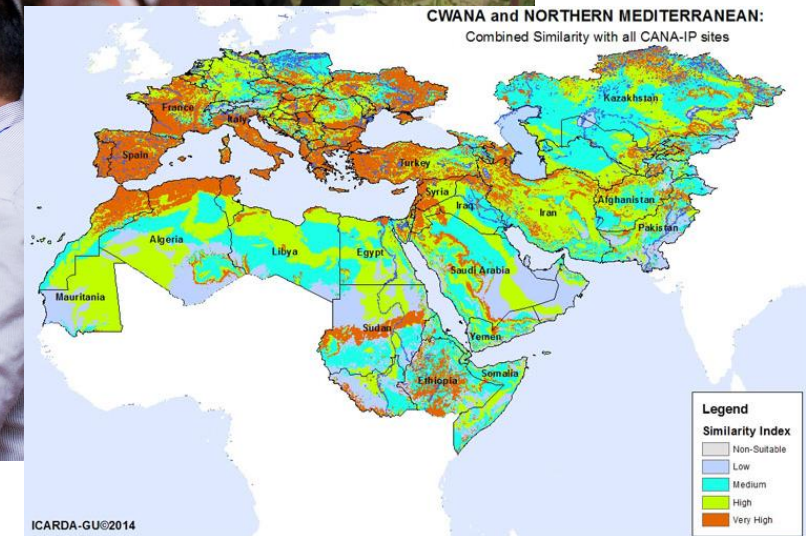 CWANA and NORTHERN MEDITERRANEAN:
Combined Similarity with all CANA-IP sites
France
Italy
Spain
Kazakhstan
Turkey
Syria
Iraq
Iran
Afghanistan
Pakistan
Algeria
Libya
Egypt
Saudi Arabia
Mauritania
Sudan
Yemen
Ethiopia
Somalia
Legend
Similarity Index
Non-Suitable
Low
Medium
High
Very High
ICARDA-GU©2014